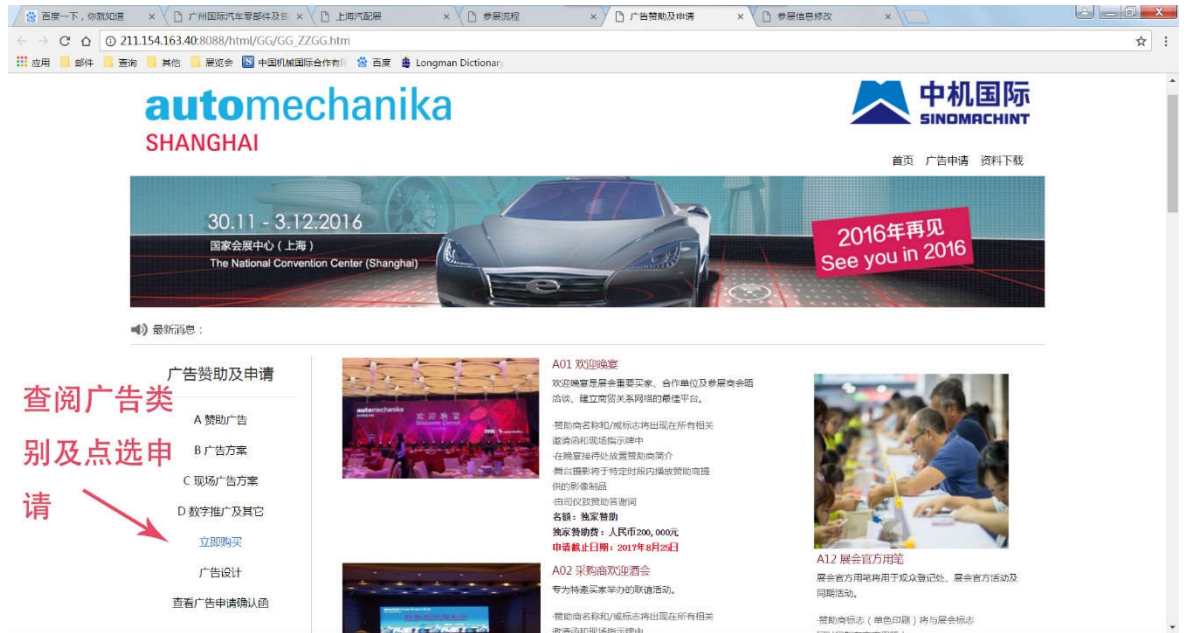 百度一下，你就知道
广州国际汽车零部件及售
上海汽配展
参展流程
广告赞助及申请
参展信息修改
211.154.163.40:8088/html/GG/GG_ZZGG.htm
应用 邮件 查询 其他 展览会 中国机械国际合作有 百度 Longman Dictionary
automechanika
SHANGHAI
中机国际
SINOMACHINT
首页 广告申请 资料下载
30.11 - 3.12.2016
国家会展中心（上海）
The National Convention Center (Shanghai)
2016年再见
See you in 2016
最新消息：
广告赞助及申请
A 赞助广告
B 广告方案
C 现场广告方案
D 数字推广及其它
立即购买
广告设计
查看广告申请确认函
查阅广告类
别及点选申
请
automechanika
欢迎晚宴
Welcome Dinner
A01 欢迎晚宴
欢迎晚宴是展会重要买家、合作单位及参展商会晤
洽谈、建立商贸关系网络的最佳平台。
·赞助商名称和/或标志将出现在所有相关
邀请函和现场指示牌中
·在晚宴接待处放置赞助商简介
·舞台摄影将于特定时段内播放赞助商提
供的影像制品
·由司仪致赞助答谢词
名额：独家赞助
独家赞助费：人民币200,000元
申请截止日期：2017年8月25日
A02 采购商欢迎酒会
专为特邀买家举办的联谊活动。
·赞助商名称和/或标志将出现在所有相关
邀请函和现场指示牌中
A12 展会官方用笔
展会官方用笔将用于观众登记处、展会官方活动及
同期活动。
·赞助商标志（单色印刷）将与展会标志